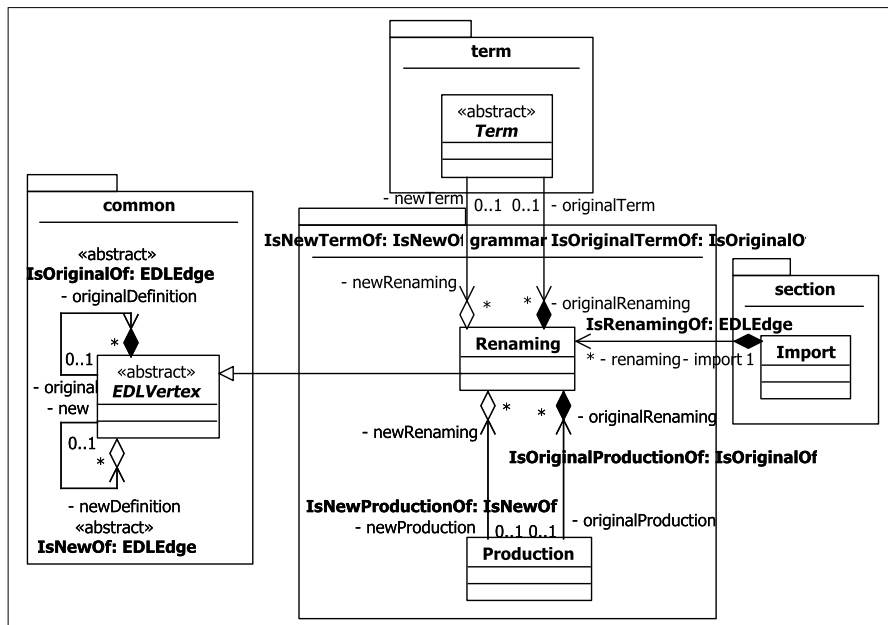 term
«abstract»
Term
- newTerm
0..1
0..1
- originalTerm
common
IsNewTermOf: IsNewOf
grammar
IsOriginalTermOf: IsOriginalO
«abstract»
IsOriginalOf: EDLEdge
- originalDefinition
- newRenaming
*
*
- originalRenaming
section
IsRenamingOf: EDLEdge
*
0..1
Renaming
* - renaming
- import 1
Import
«abstract»
EDLVertex
- original
- new
0..1
*
- newRenaming
*
*
- originalRenaming
IsOriginalProductionOf: IsOriginalOf
- newDefinition
«abstract»
IsNewOf: EDLEdge
IsNewProductionOf: IsNewOf
- newProduction
0..1
0..1
- originalProduction
Production